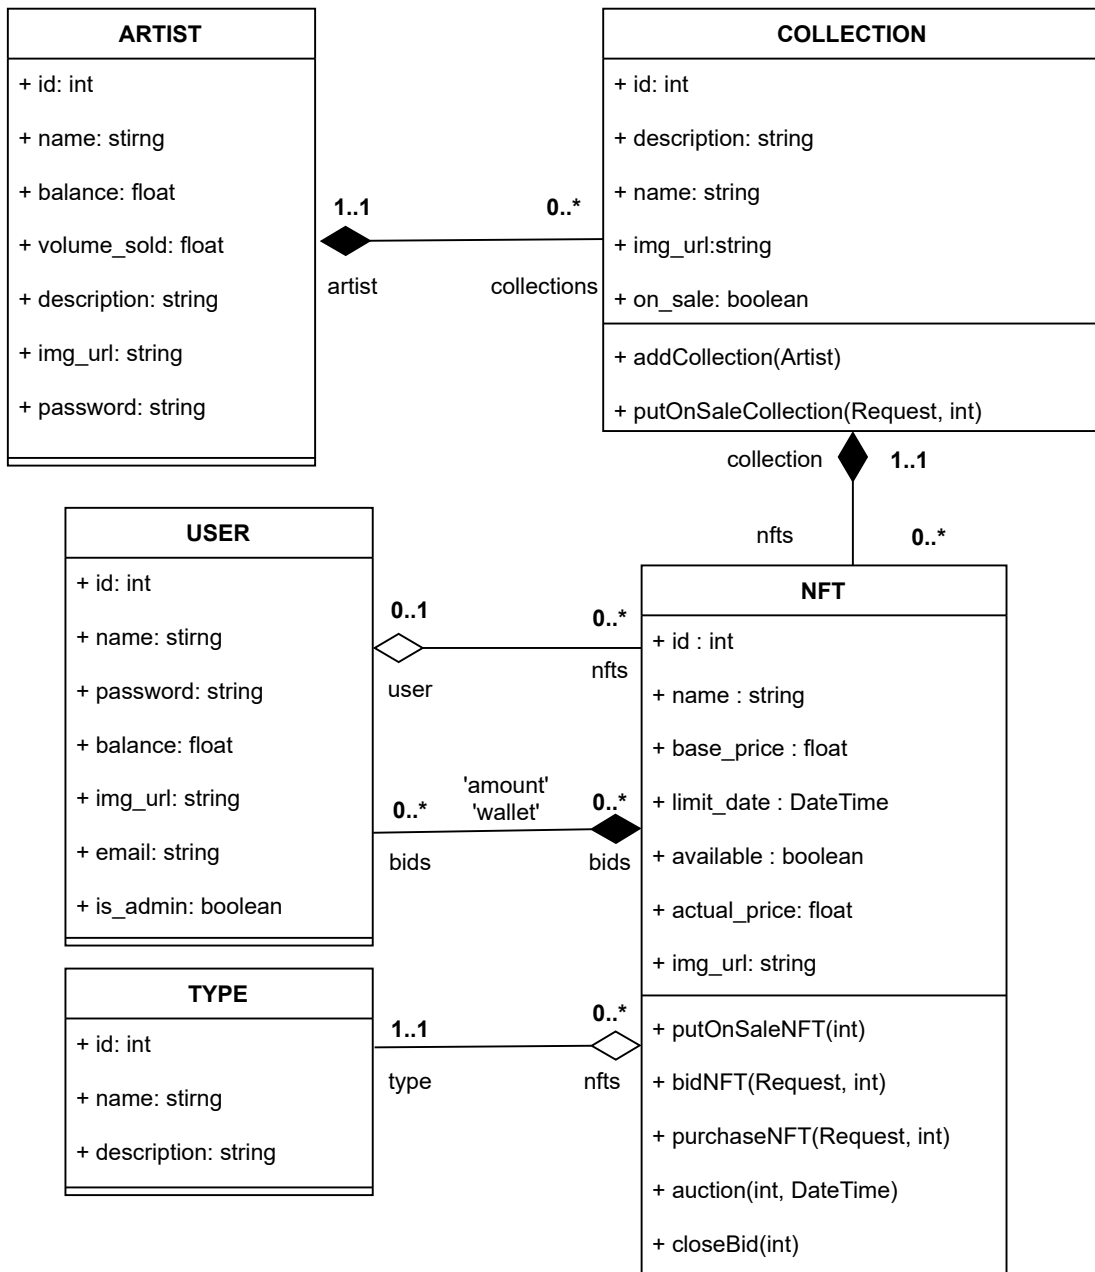 ARTIST
+ id: int
+ name: stirng
+ balance: float
+ volume_sold: float
+ description: string
+ img_url: string
+ password: string
1..1
0..*
artist
collections
COLLECTION
+ id: int
+ description: string
+ name: string
+ img_url:string
+ on_sale: boolean
+ addCollection(Artist)
+ putOnSaleCollection(Request, int)
collection
1..1
nfts
0..*
USER
+ id: int
+ name: stirng
+ password: string
+ balance: float
+ img_url: string
+ email: string
+ is_admin: boolean
0..1
0..*
user
nfts
'amount'
'wallet'
0..*
0..*
bids
bids
NFT
+ id : int
+ name : string
+ base_price : float
+ limit_date : DateTime
+ available : boolean
+ actual_price: float
+ img_url: string
+ putOnSaleNFT(int)
+ bidNFT(Request, int)
+ purchaseNFT(Request, int)
+ auction(int, DateTime)
+ closeBid(int)
TYPE
+ id: int
+ name: stirng
+ description: string
1..1
0..*
type
nfts